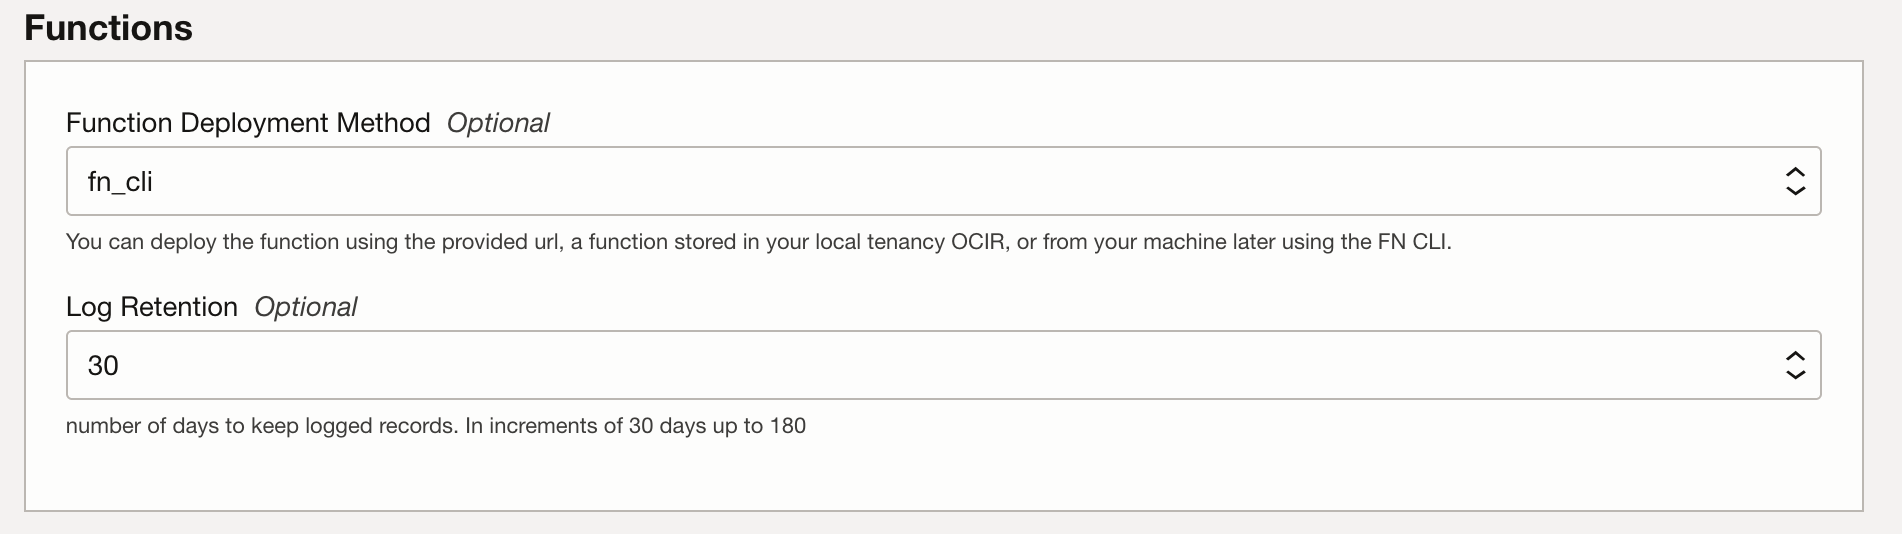 Functions
Function Deployment Method Optional
fn_cli
You can deploy the function using the provided url, a function stored in your local tenancy OCIR, or from your machine later using the FN CLI.
Log Retention Optional
30
number of days to keep logged records. In increments of 30 days up to 180